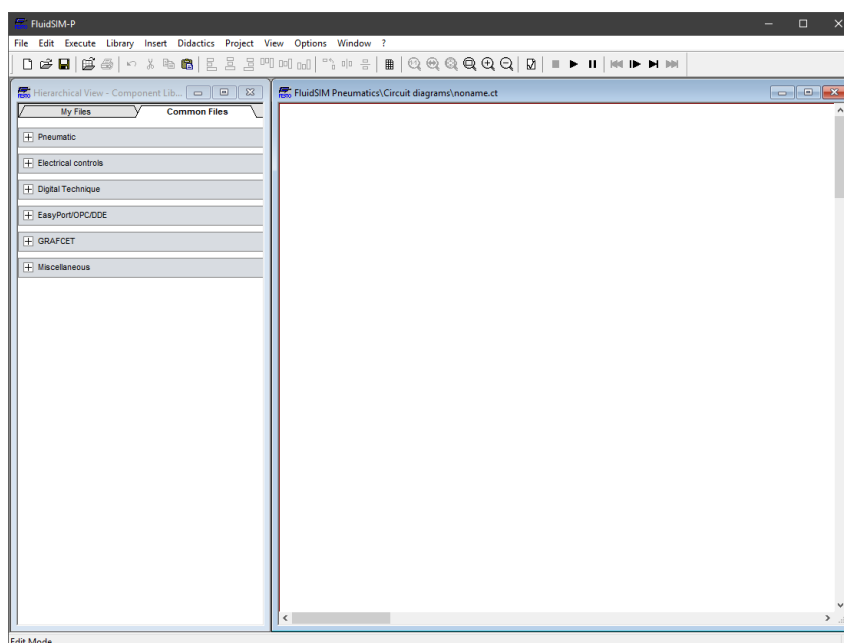 FluidSIM-P
File Edit Execute Library Insert Didactics Project View Options Window ?
Hierarchical View - Component Lib...
FluidSIM Pneumatics\Circuit diagrams\noname.ct
My Files
Common Files
Pneumatic
Electrical controls
Digital Technique
EasyPort/OPC/DDE
GRAFCET
Miscellaneous
Edit Mode